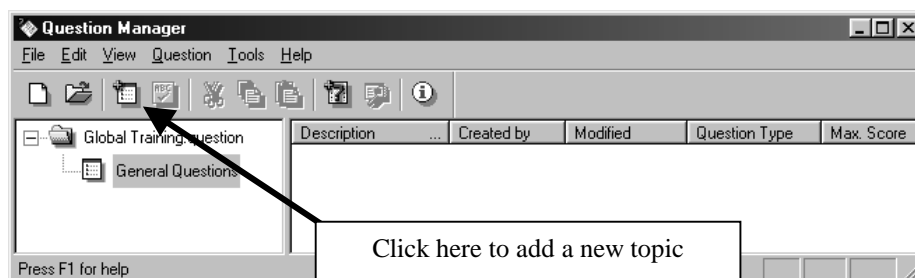 Question Manager
File Edit View Question Tools Help
ABC
Global Training.question
General Questions
Description ... Created by Modified Question Type Max. Score
Click here to add a new topic
Press F1 for help